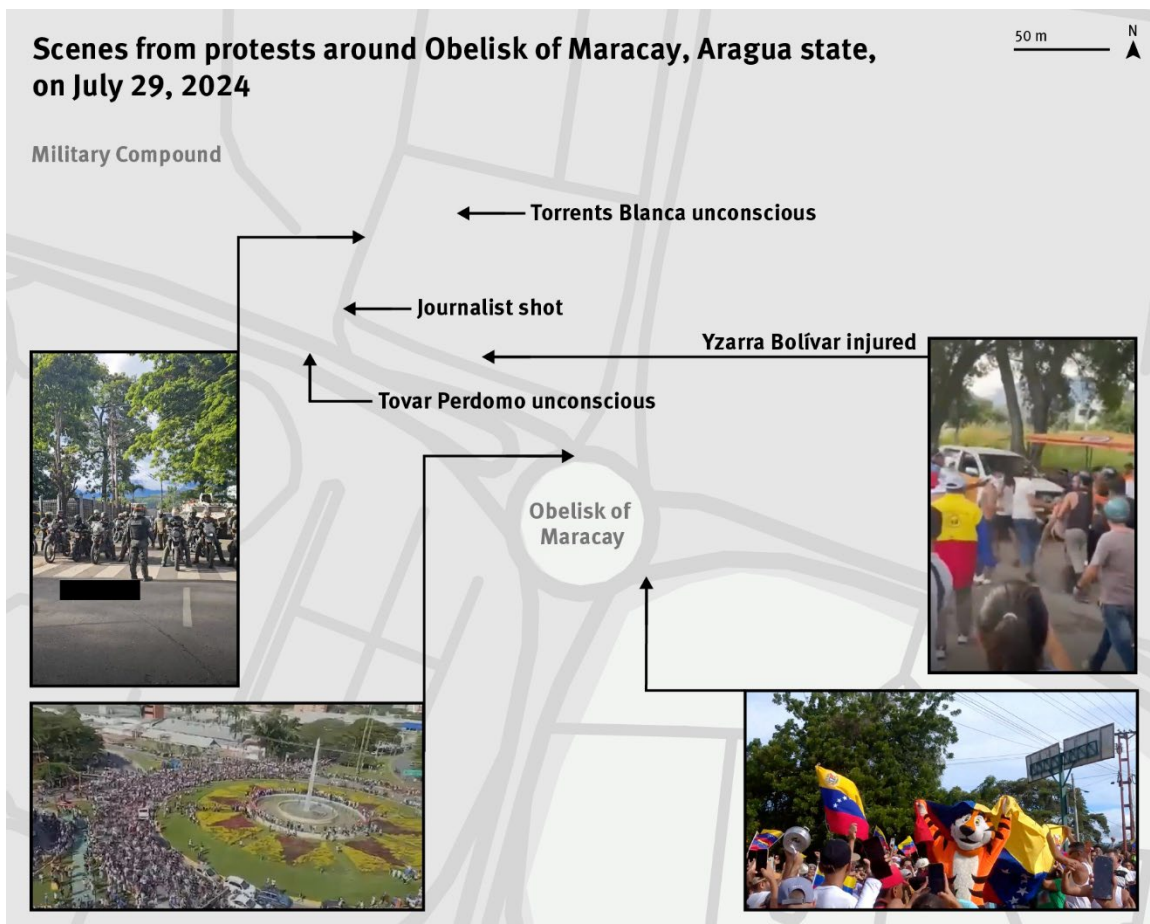 Scenes from protests around Obelisk of Maracay, Aragua state,
on July 29, 2024
50 m
N
Military Compound
Torrents Blanca unconscious
Journalist shot
Yzarra Bolívar injured
Tovar Perdomo unconscious
Obelisk of
Maracay